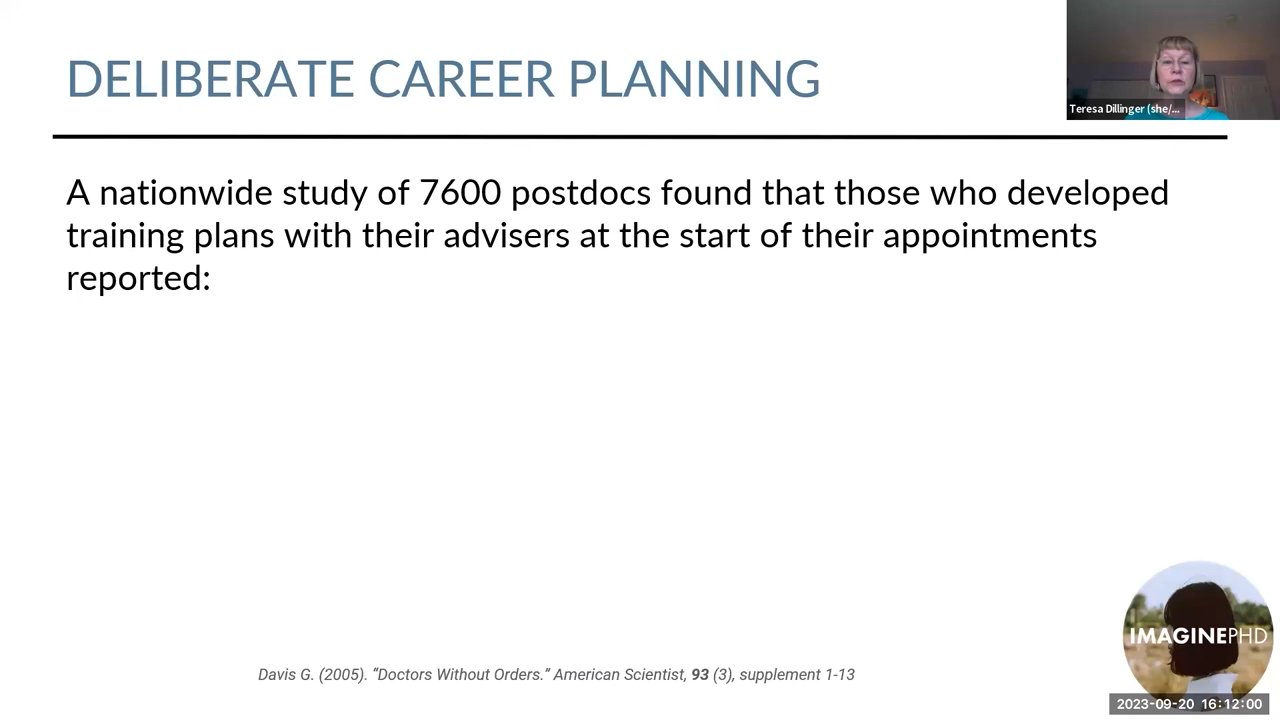 DELIBERATE CAREER PLANNING
Teresa Dillinger (she/...
A nationwide study of 7600 postdocs found that those who developed
training plans with their advisers at the start of their appointments
reported:
IMAGINEPHD
Davis G. (2005). “Doctors Without Orders.” American Scientist, 93 (3), supplement 1-13
2023-09-20 16:12:00